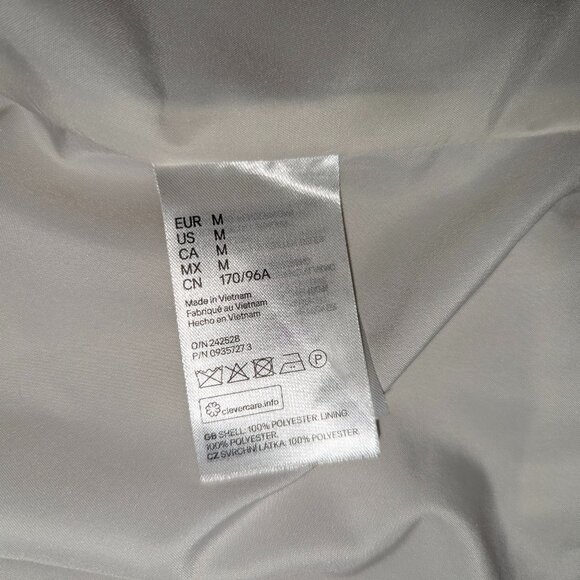 EUR M
US M
CA M
MX M
CN 170/96A
Made in Vietnam
Fabriqué au Vietnam
Hecho en Vietnam
O/N 242528
P/N 0935727.3
P
clevercare.info
GB SHELL: 100% POLYESTER. LINING:
100% POLYESTER.
CZ SVRCHNÍ LÁTKA: 100% POLYESTER.